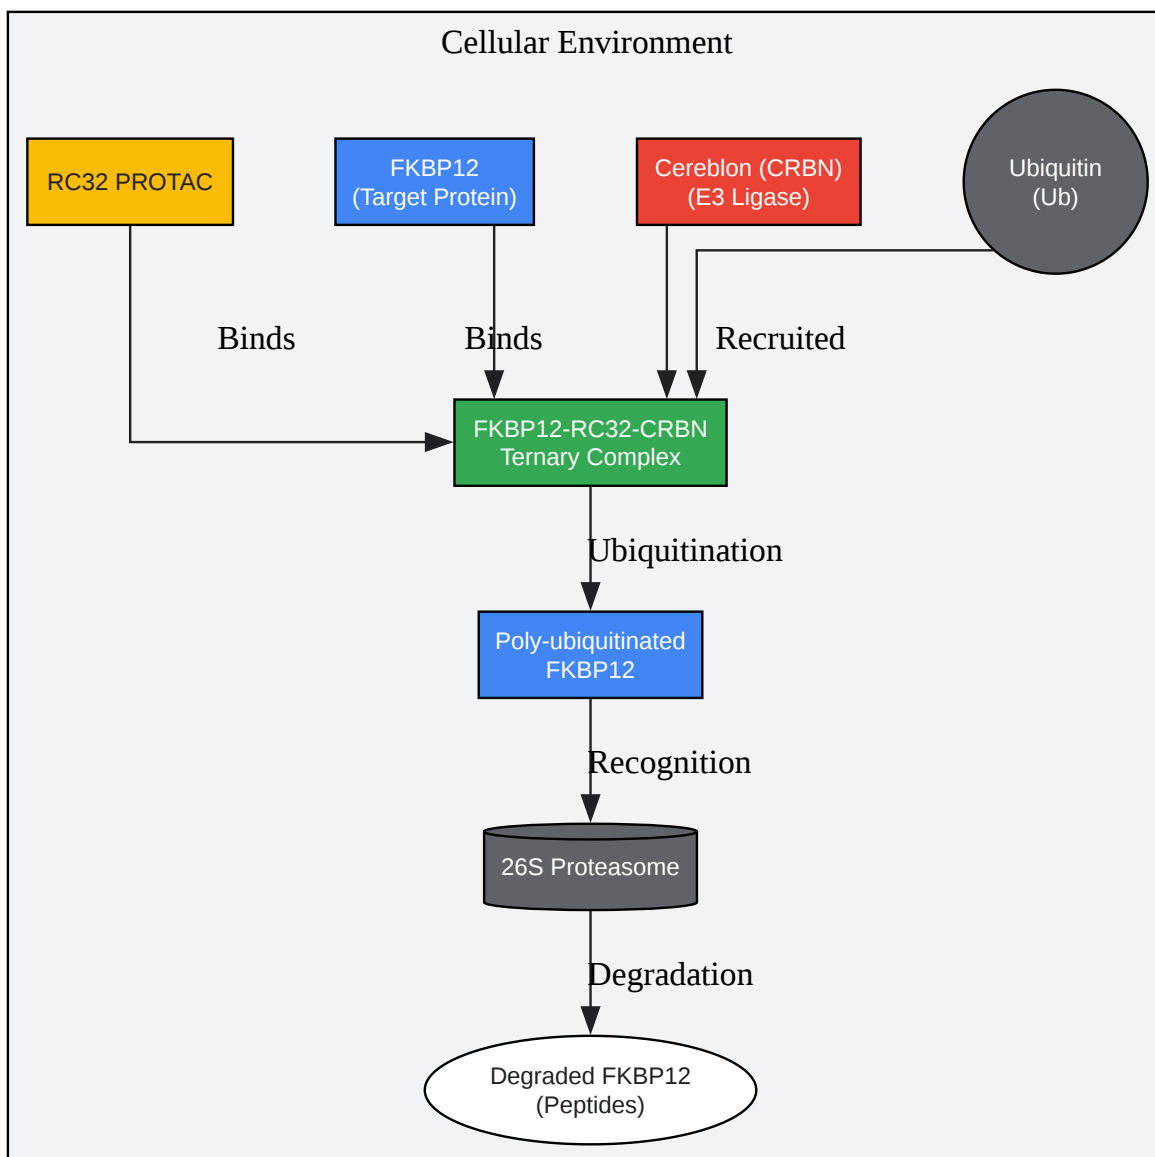 Cellular Environment
RC32 PROTAC
FKBP12
(Target Protein)
Cereblon (CRBN)
(E3 Ligase)
Ubiquitin
(Ub)
Binds
Binds
Recruited
FKBP12-RC32-CRBN
Ternary Complex
Ubiquitination
Poly-ubiquitinated
FKBP12
Recognition
26S Proteasome
Degradation
Degraded FKBP12
(Peptides)